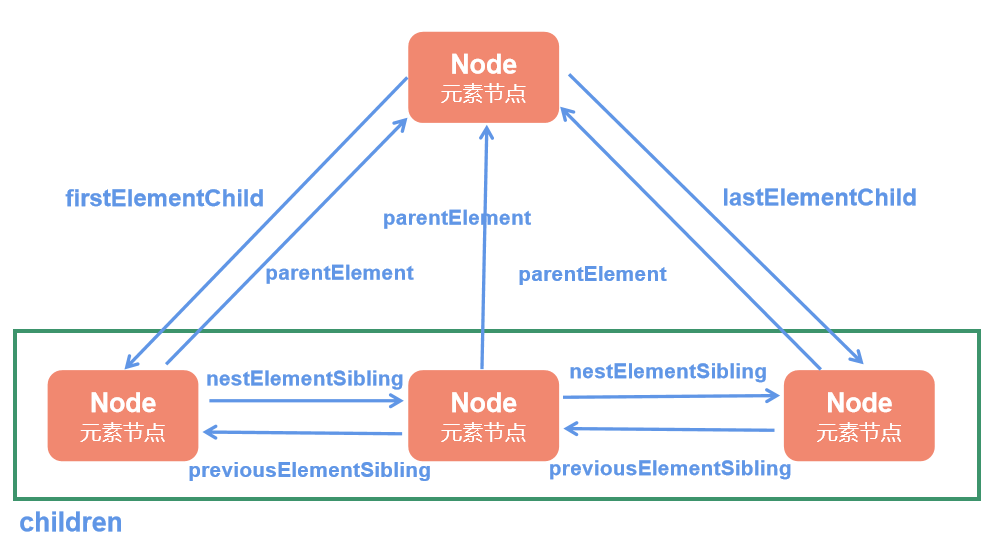 Node
元素节点
firstElementChild
lastElementChild
parentElement
parentElement
parentElement
nestElementSibling
nestElementSibling
Node
元素节点
Node
元素节点
Node
元素节点
previousElementSibling
previousElementSibling
children